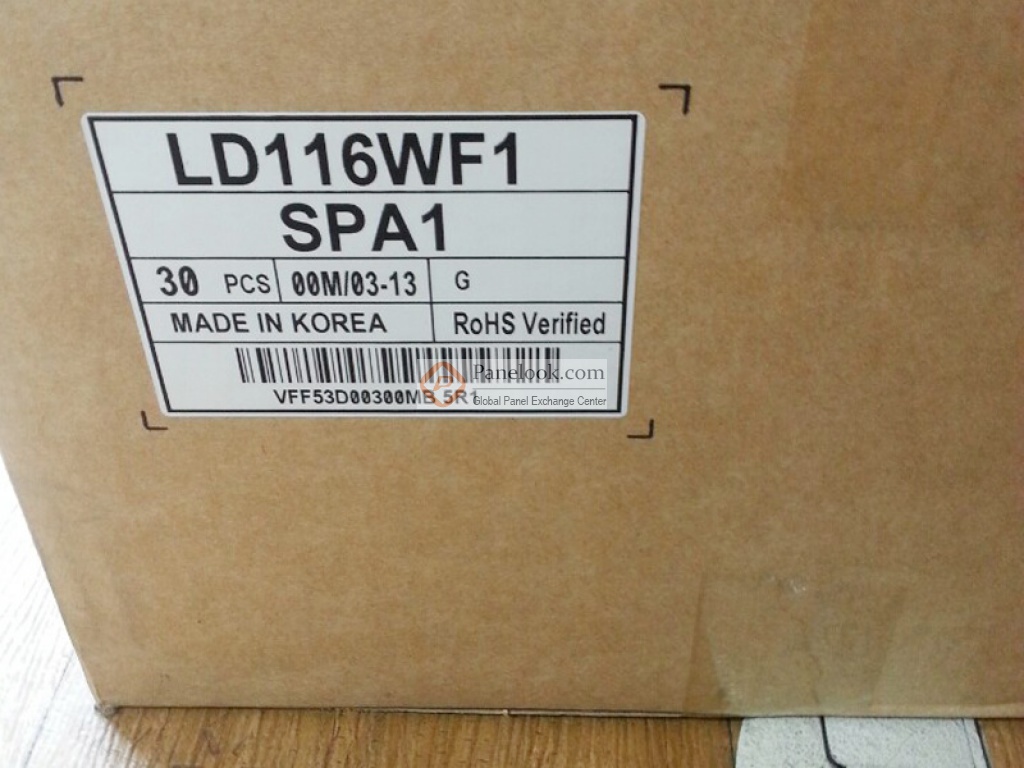 LD116WF1
SPA1
30 PCS 00M/03-13 G
MADE IN KOREA RoHS Verified
VFF53D00300MB 5R1
Panelook.com
Global Panel Exchange Center